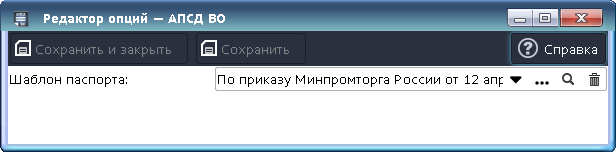 Редактор опций — АПСД ВО
Сохранить и закрыть Сохранить Справка
Шаблон паспорта: По приказу Минпромторга России от 12 апр ...